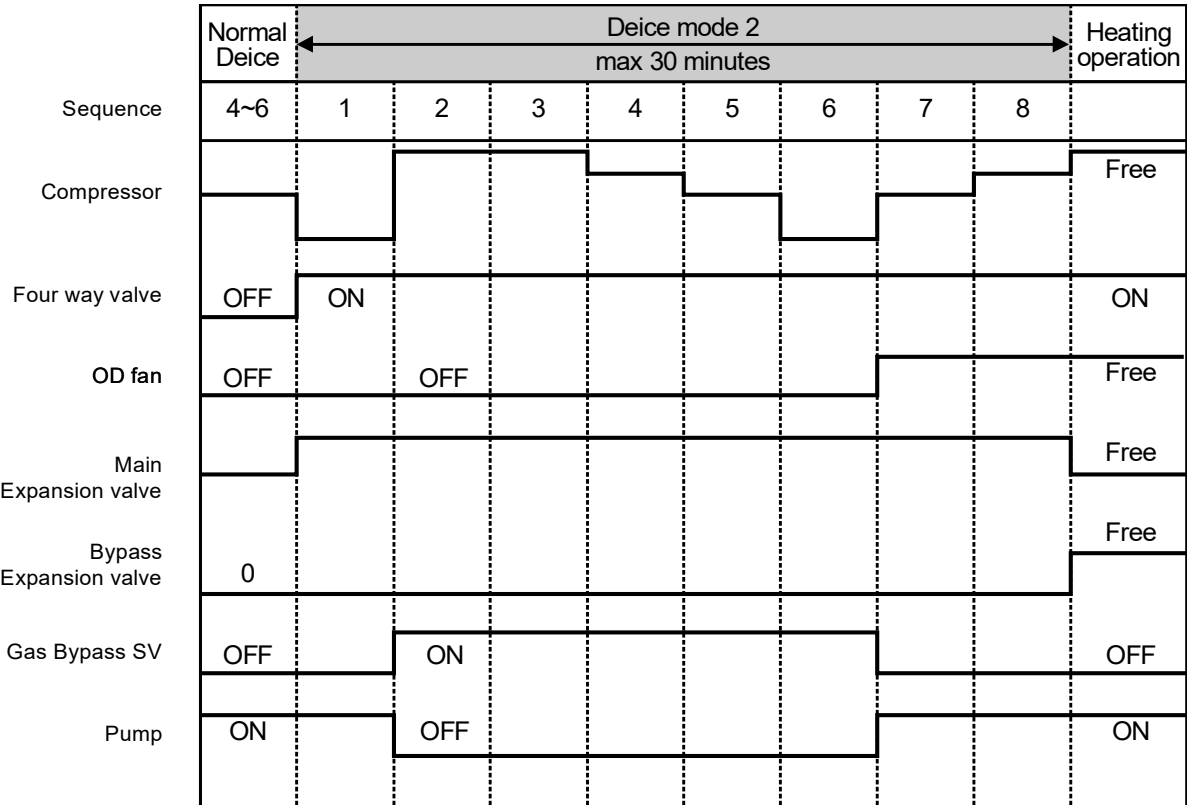 Normal
Deice
Deice mode 2
max 30 minutes
Heating
operation
Sequence 4~6 1 2 3 4 5 6 7 8
Compressor Free
Four way valve OFF ON ON
OD fan OFF OFF Free
Main
Expansion valve
Free
Bypass
Expansion valve
0
Free
Gas Bypass SV OFF ON OFF
Pump ON OFF ON